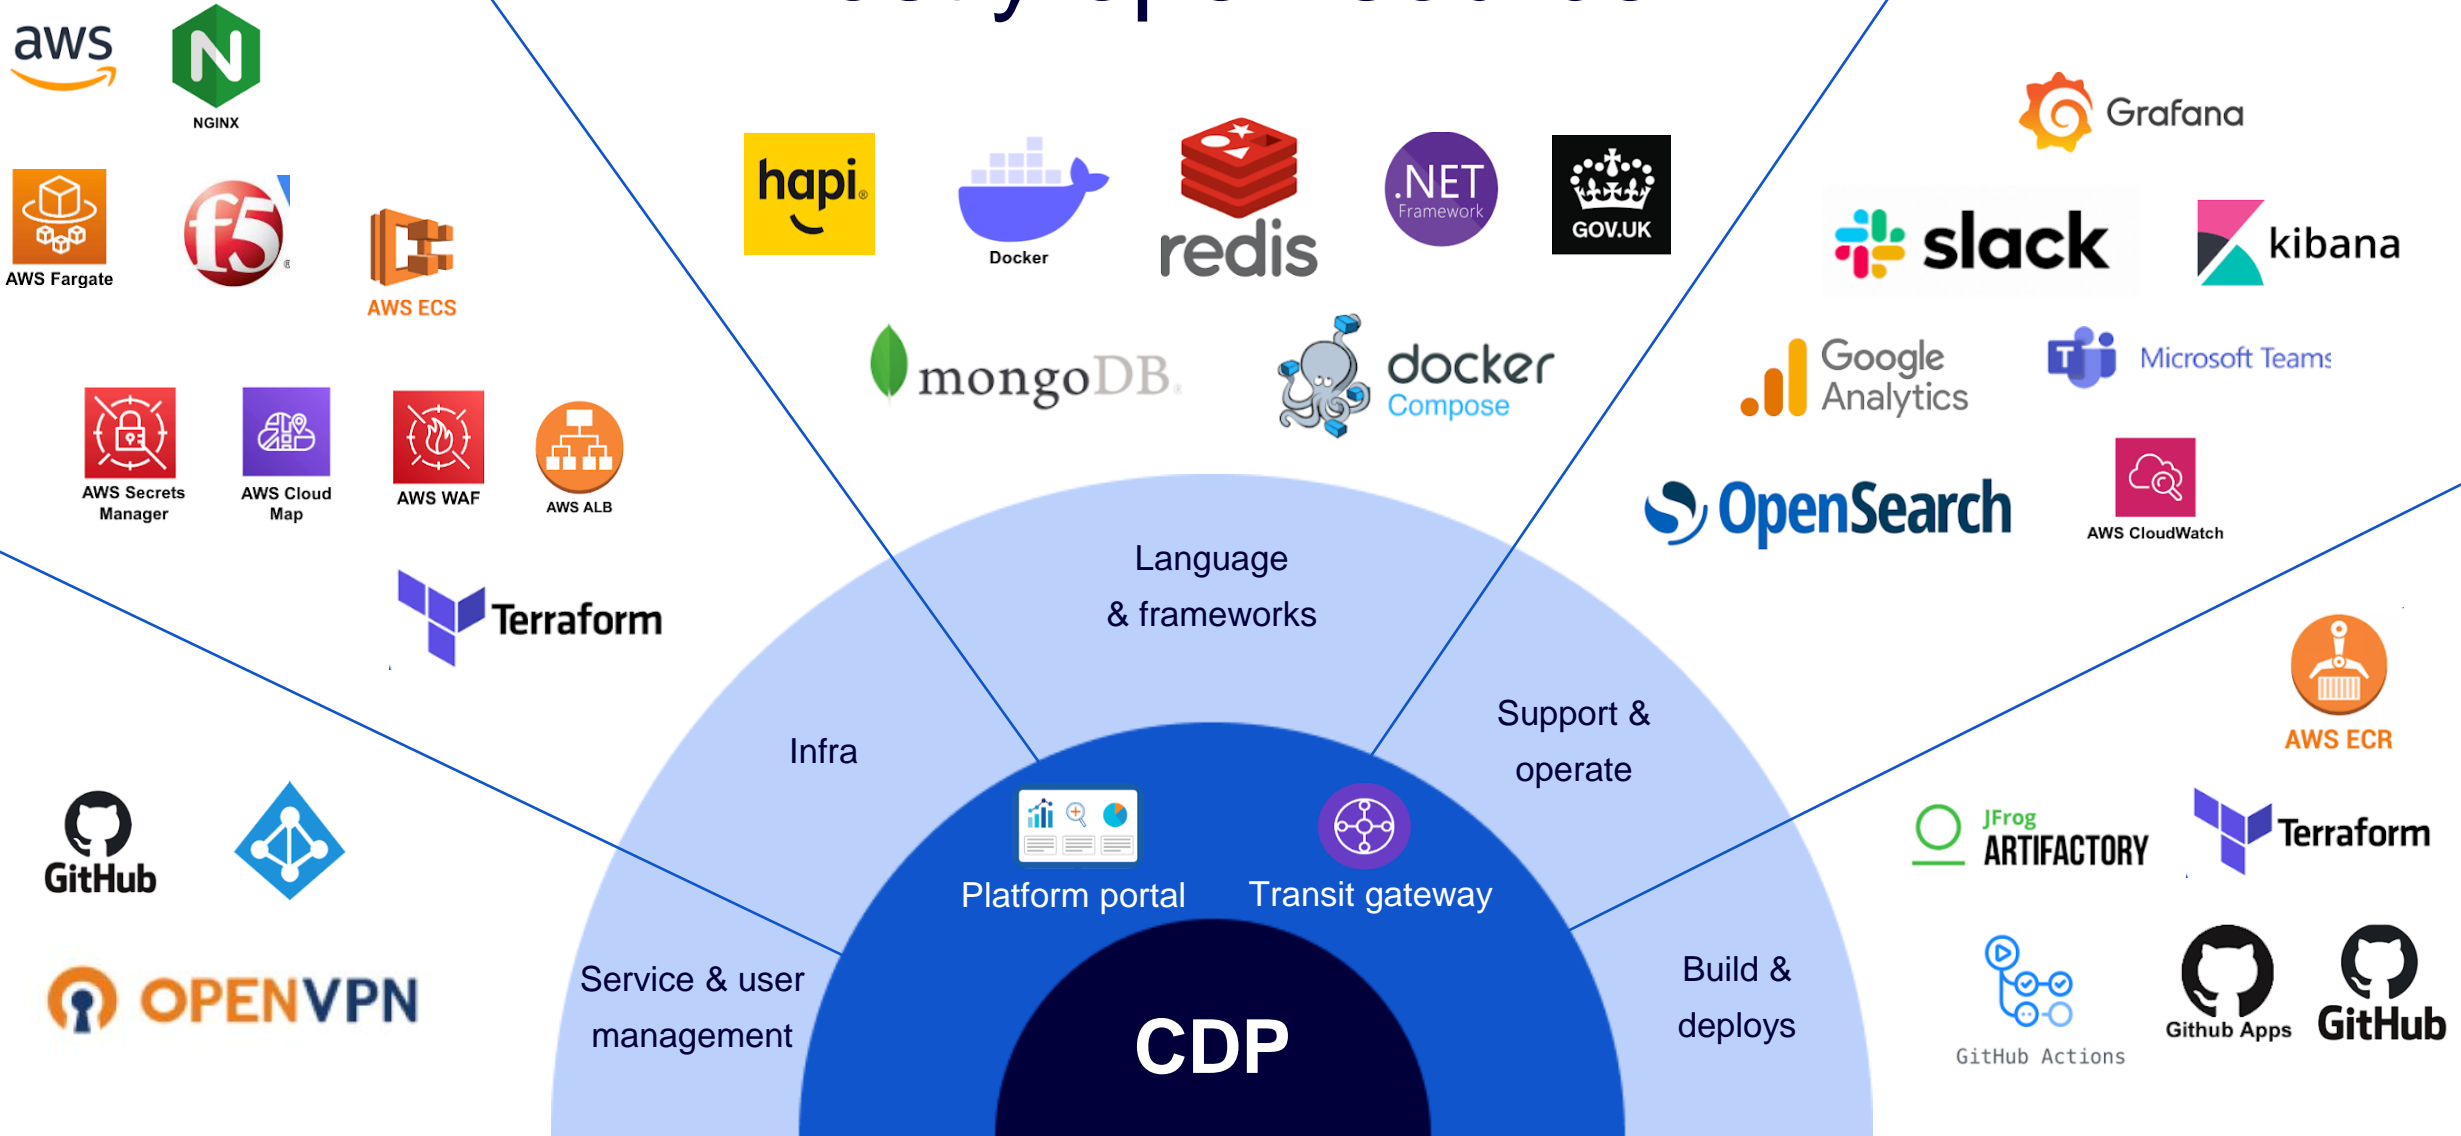 aws
NGINX
AWS Fargate
f5
AWS ECS
AWS Secrets
Manager
AWS Cloud
Map
AWS WAF
AWS ALB
Terraform
hapi®
Docker
redis
.NET
Framework
GOV.UK
mongoDB®
docker
Compose
Grafana
slack
kibana
Google
Analytics
Microsoft Teams
OpenSearch
AWS CloudWatch
Language
& frameworks
Infra
Support &
operate
Service & user
management
Build &
deploys
Platform portal
Transit gateway
CDP
GitHub
OPENVPN
AWS ECR
JFrog
ARTIFACTORY
Terraform
GitHub Actions
Github Apps
GitHub